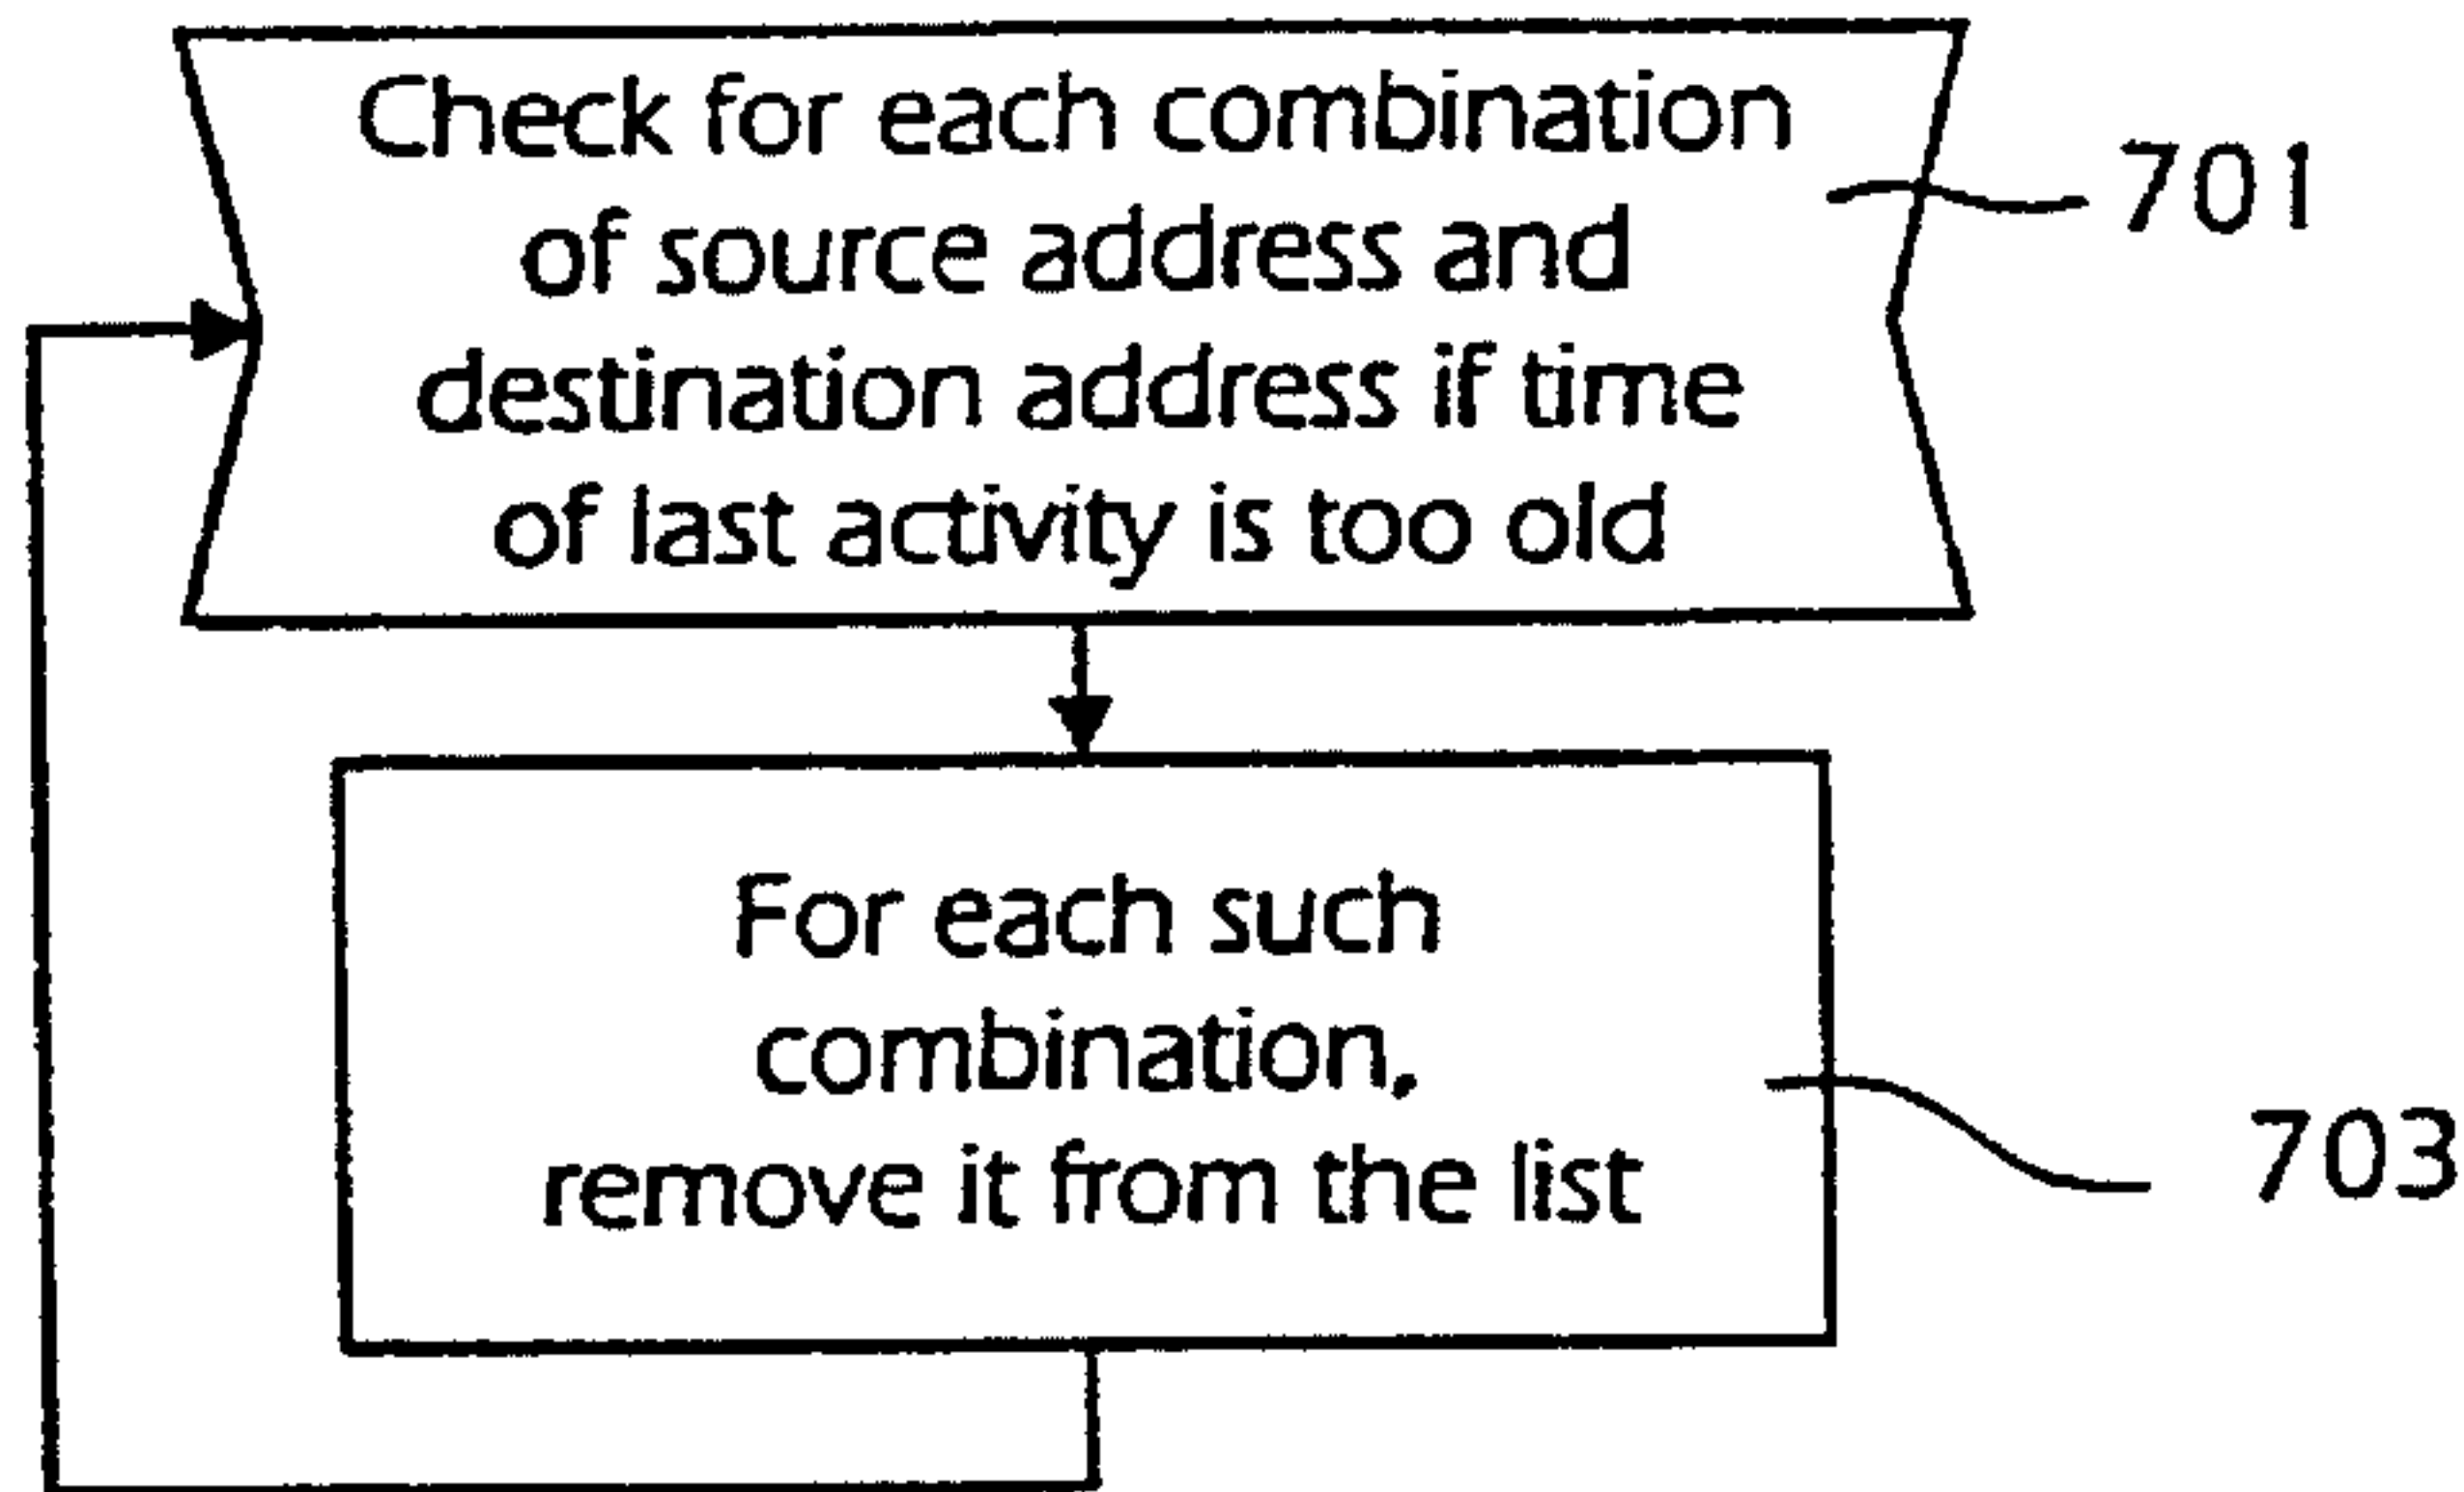 Check for each combination
of source address and
destination address if time
of last activity is too old
701
For each such
combination,
remove it from the list
703